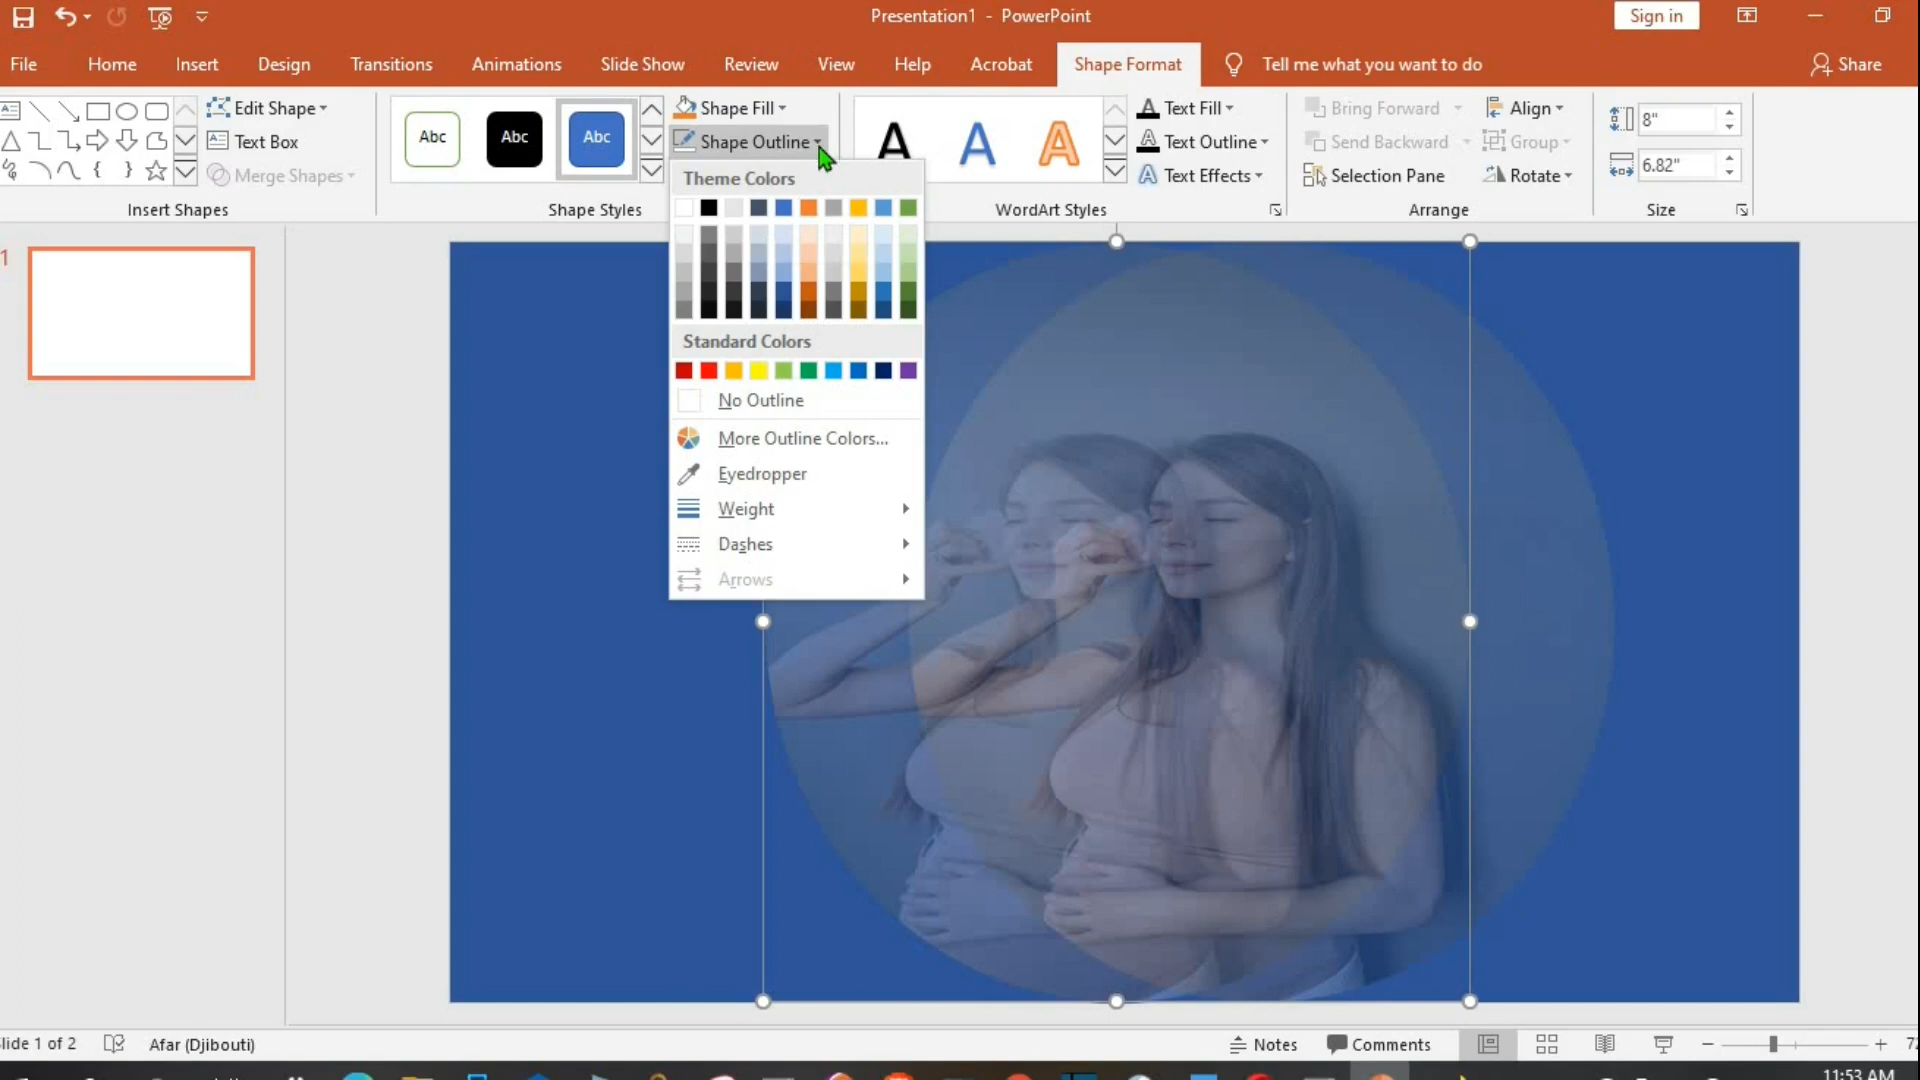 Presentation1 - PowerPoint
Sign in
File Home Insert Design Transitions Animations Slide Show Review View Help Acrobat Shape Format Tell me what you want to do Share
Edit Shape
Text Box
Merge Shapes
Insert Shapes
Abc Abc Abc
Shape Styles
Shape Fill
Shape Outline
Theme Colors
Standard Colors
No Outline
More Outline Colors...
Eyedropper
Weight
Dashes
Arrows
A A A
Text Fill
Text Outline
Text Effects
WordArt Styles
Bring Forward
Send Backward
Selection Pane
Align
Group
Rotate
Arrange
8"
6.82"
Size
1
lide 1 of 2 Afar (Djibouti) Notes Comments
11:53 AM